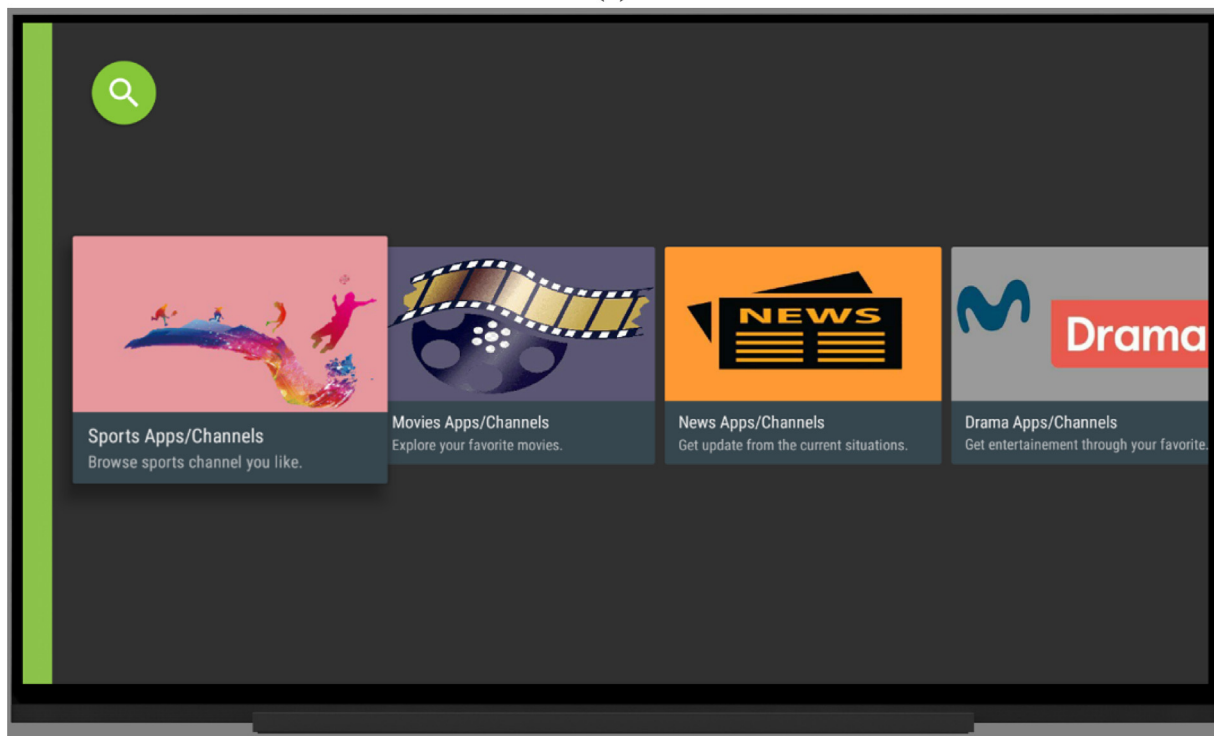 NEWS
Drama
Sports Apps/Channels
Browse sports channel you like.
Movies Apps/Channels
Explore your favorite movies.
News Apps/Channels
Get update from the current situations.
Drama Apps/Channels
Get entertainement through your favorite.